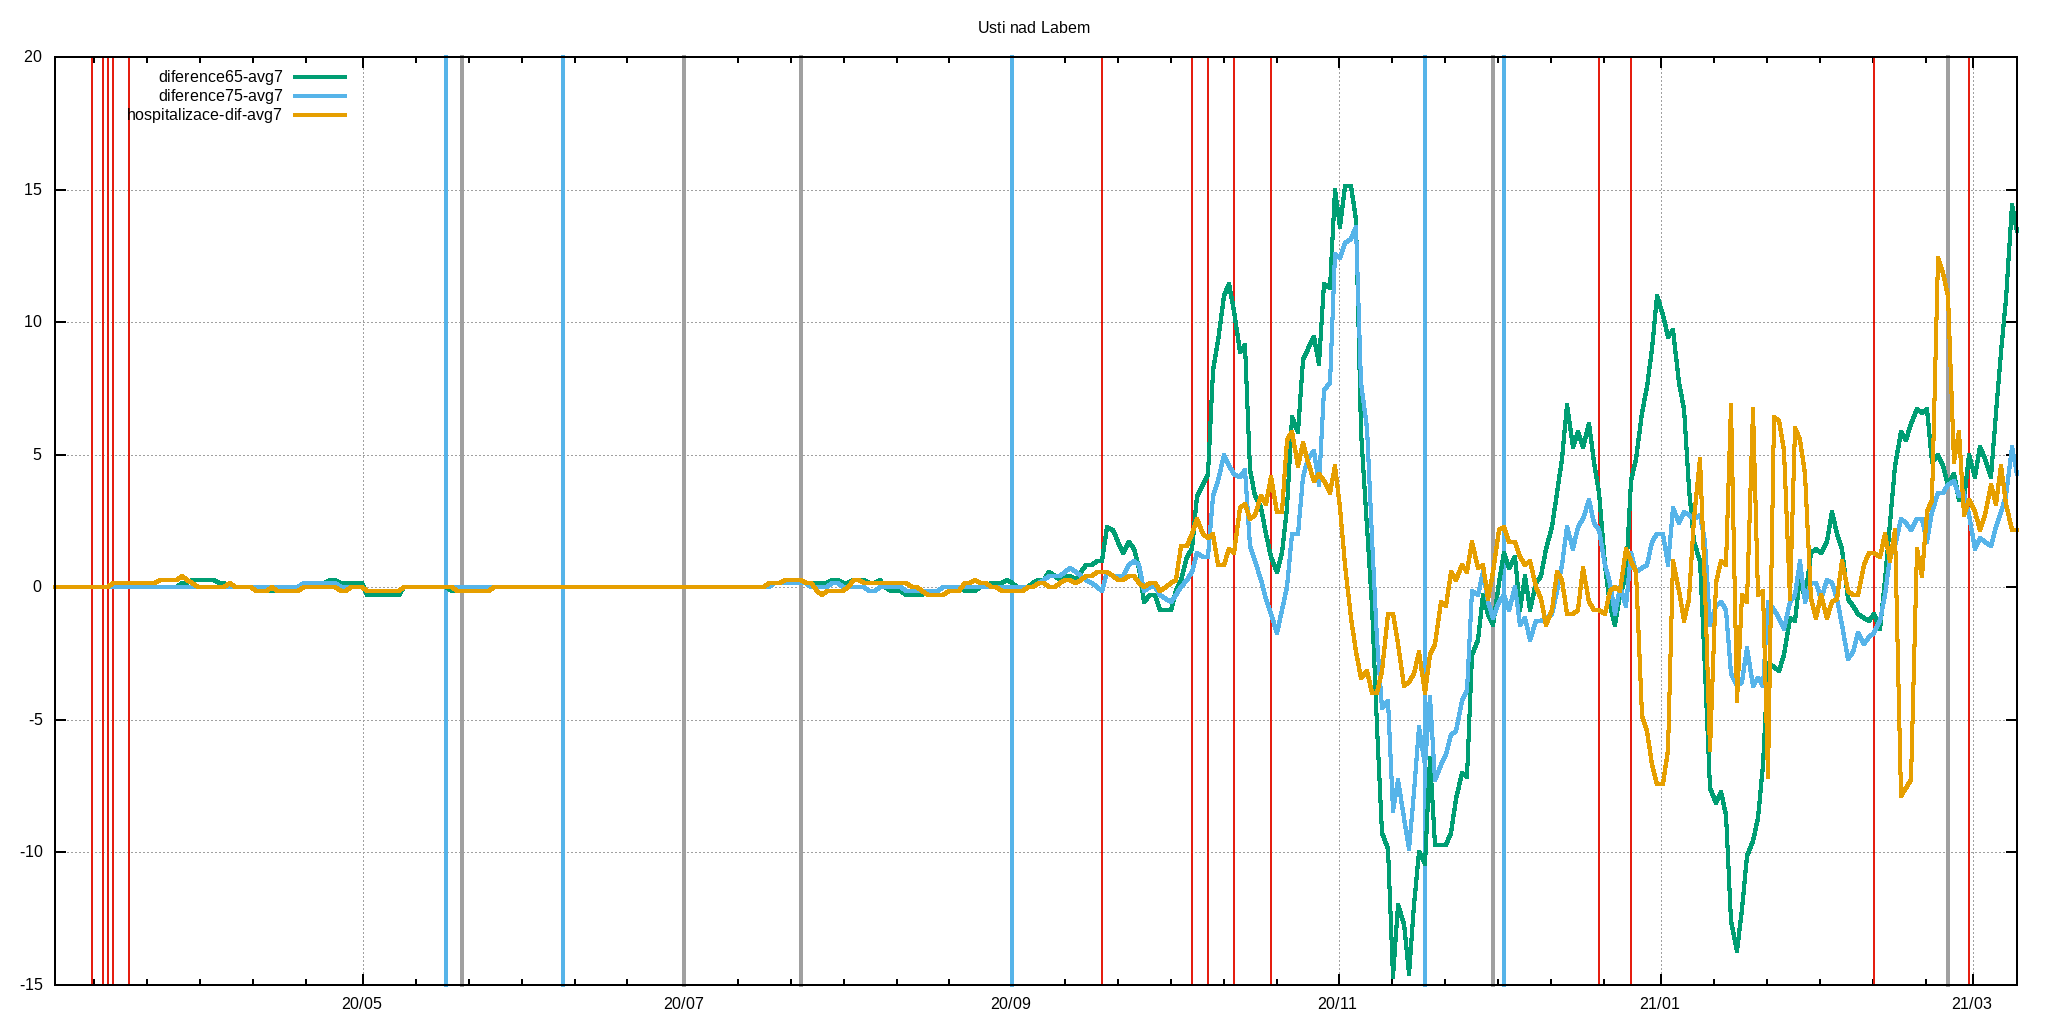 Usti nad Labem
20
diference65-avg7
diference75-avg7
hospitalizace-dif-avg7
15
10
5
0
-5
-10
-15
20/05 20/07 20/09 20/11 21/01 21/03